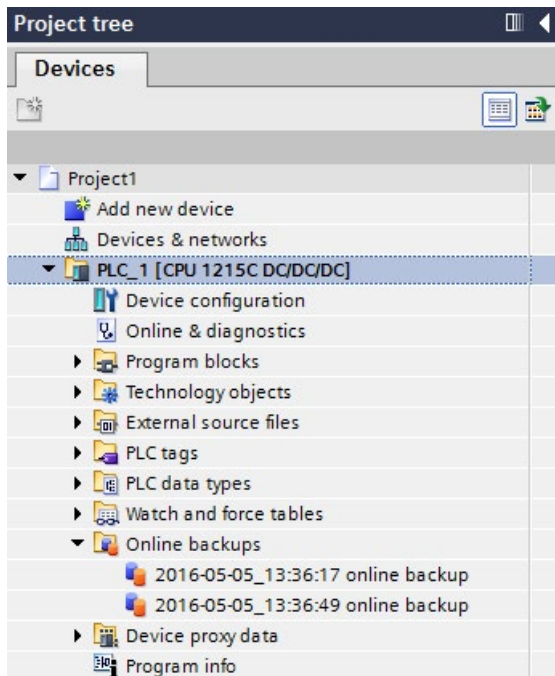 Project tree
Devices
Project1
Add new device
Devices & networks
PLC_1 [CPU 1215C DC/DC/DC]
Device configuration
Online & diagnostics
Program blocks
Technology objects
External source files
PLC tags
PLC data types
Watch and force tables
Online backups
2016-05-05_13:36:17 online backup
2016-05-05_13:36:49 online backup
Device proxy data
Program info